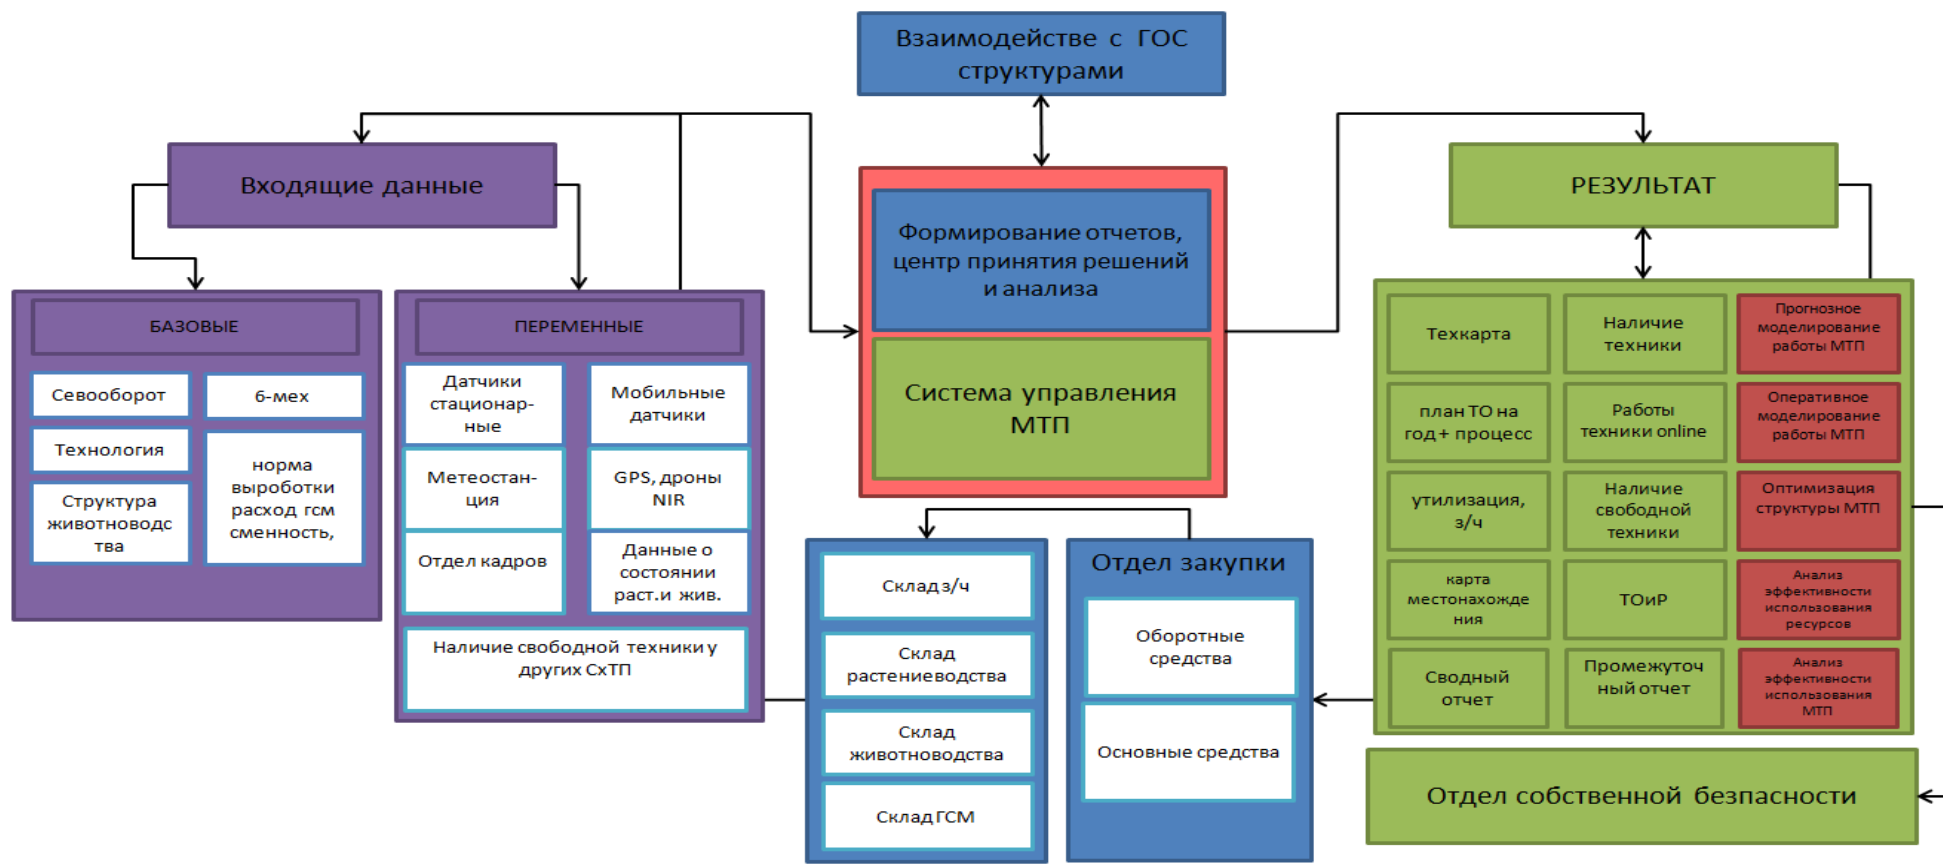 Взаимодейстие с ГОС
структурами
Входящие данные
РЕЗУЛЬТАТ
Формирование отчетов,
центр принятия решений
и анализа
Система управления
МТП
БАЗОВЫЕ
Севооборот
6-мех
Технология
норма
выроботки
расход гсм
сменность,
Структура
животноводс
тва
ПЕРЕМЕННЫЕ
Датчики
стационар-
ные
Мобильные
датчики
Метеостан-
ция
GPS, дроны
NIR
Отдел кадров
Данные о
состоянии
раст.и жив.
Наличие свободной техники у
других СхТП
Склад з/ч
Склад
растениеводства
Склад
животноводства
Склад ГСМ
Отдел закупки
Оборотные
средства
Основные средства
Техкарта
Наличие
техники
Прогнозное
моделирование
работы МТП
план ТО на
год + процесс
Работы
техники online
Оперативное
моделирование
работы МТП
утилизация,
з/ч
Наличие
свободной
техники
Оптимизация
структуры МТП
карта
местонахожде
ния
ТОиР
Анализ
эффективности
использования
ресурсов
Сводный
отчет
Промежуточ
ный отчет
Анализ
эффективности
использования
МТП
Отдел собственной безпасности